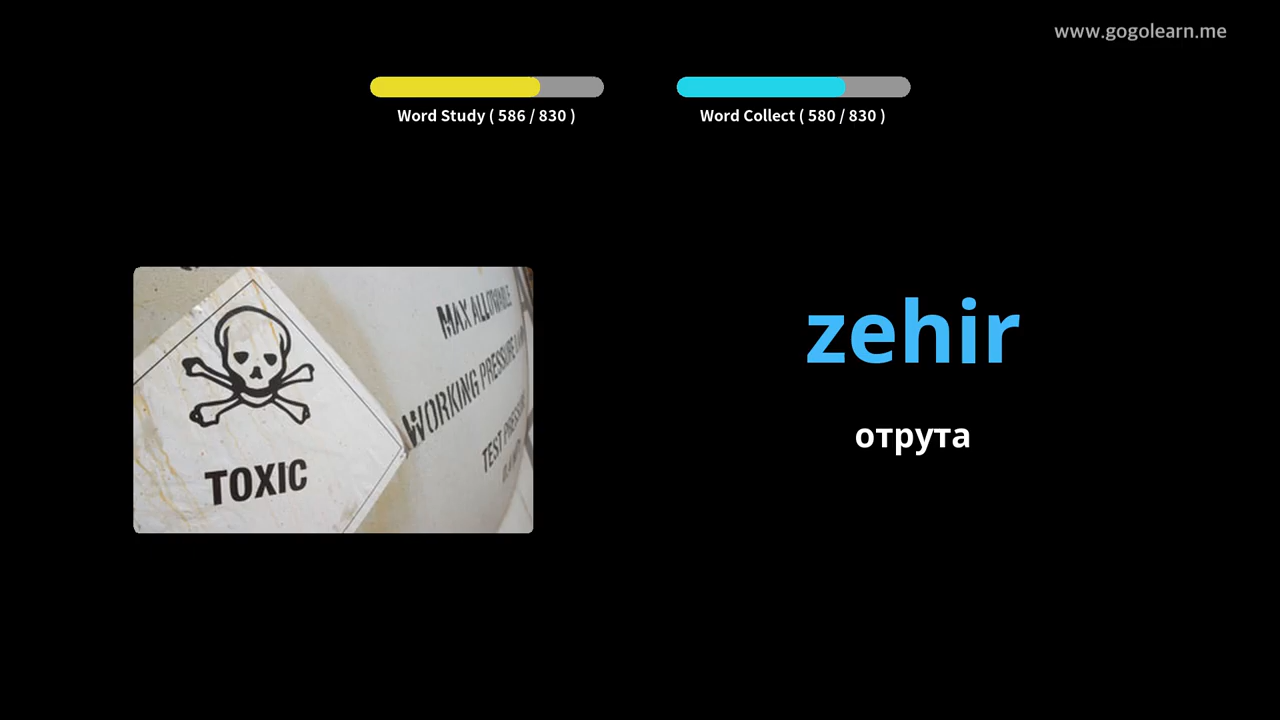 www.gogolearn.me
Word Study ( 586 / 830 )
Word Collect ( 580 / 830 )
TOXIC
MAX ALLOWABLE
WORKING PRESSURE
TEST PRESSURE
zehir
отрута